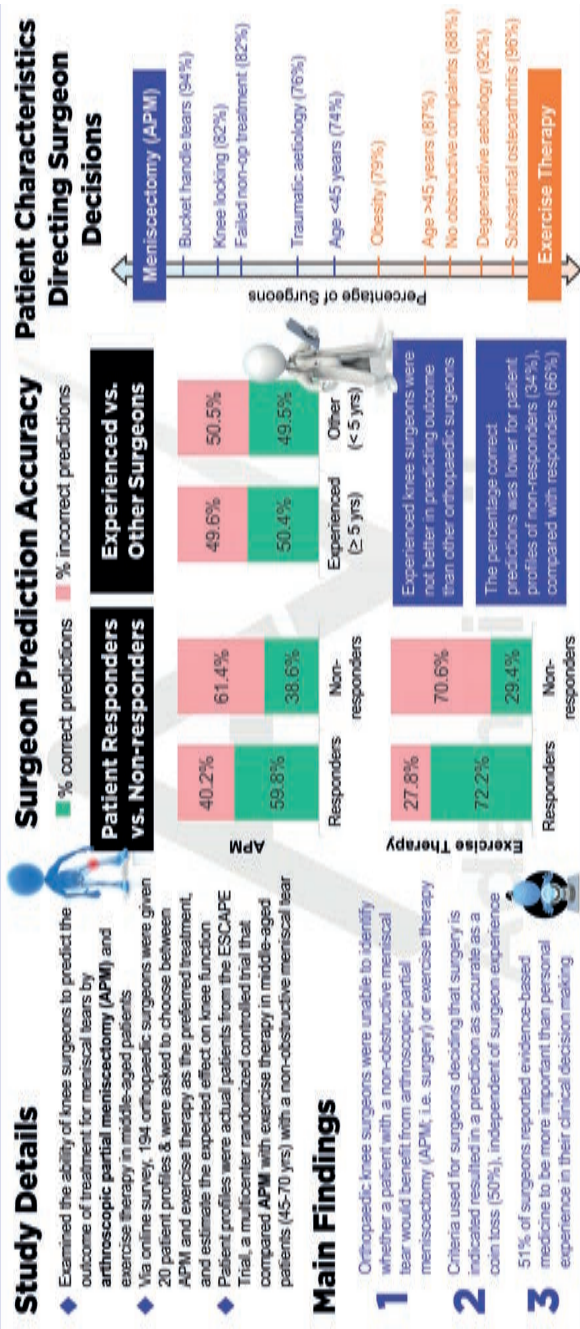 Study Details
Examined the ability of knee surgeons to predict the
outcome of treatment for meniscal tears by
arthroscopic partial meniscectomy (APM) and
exercise therapy in middle-aged patients
Via online survey, 194 orthopaedic surgeons were given
20 patient profiles & were asked to choose between
APM and exercise therapy as the preferred treatment,
and estimate the expected effect on knee function
Patient profiles were actual patients from the ESCAPE
Trial, a multicenter randomized controlled trial that
compared APM with exercise therapy in middle-aged
patients (45-70 yrs) with a non-obstructive meniscal tear
Main Findings
1
Orthopaedic knee surgeons were unable to identify
whether a patient with a non-obstructive meniscal
tear would benefit from arthroscopic partial
meniscectomy (APM; i.e. surgery) or exercise therapy
2
Criteria used for surgeons deciding that surgery is
indicated resulted in a prediction as accurate as a
coin toss (50%), independent of surgeon experience
3
51% of surgeons reported evidence-based
medicine to be more important than personal
experience in their clinical decision making
Surgeon Prediction Accuracy
% correct predictions
% incorrect predictions
Patient Responders
vs. Non-responders
APM
40.2%
59.8%
Responders
61.4%
38.6%
Non-
responders
Exercise Therapy
27.8%
72.2%
Responders
70.6%
29.4%
Non-
responders
Experienced vs.
Other Surgeons
49.6%
50.4%
Experienced
(≥ 5 yrs)
50.5%
49.5%
Other
(< 5 yrs)
Experienced knee surgeons were
not better in predicting outcome
than other orthopaedic surgeons
The percentage correct
predictions was lower for patient
profiles of non-responders (34%),
compared with responders (66%)
Patient Characteristics
Directing Surgeon
Decisions
Meniscectomy (APM)
Percentage of Surgeons
Bucket handle tears (94%)
Knee locking (82%)
Failed non-op treatment (82%)
Traumatic aetiology (76%)
Age <45 years (74%)
Obesity (79%)
Age >45 years (87%)
No obstructive complaints (88%)
Degenerative aetiology (92%)
Substantial osteoarthritis (96%)
Exercise Therapy